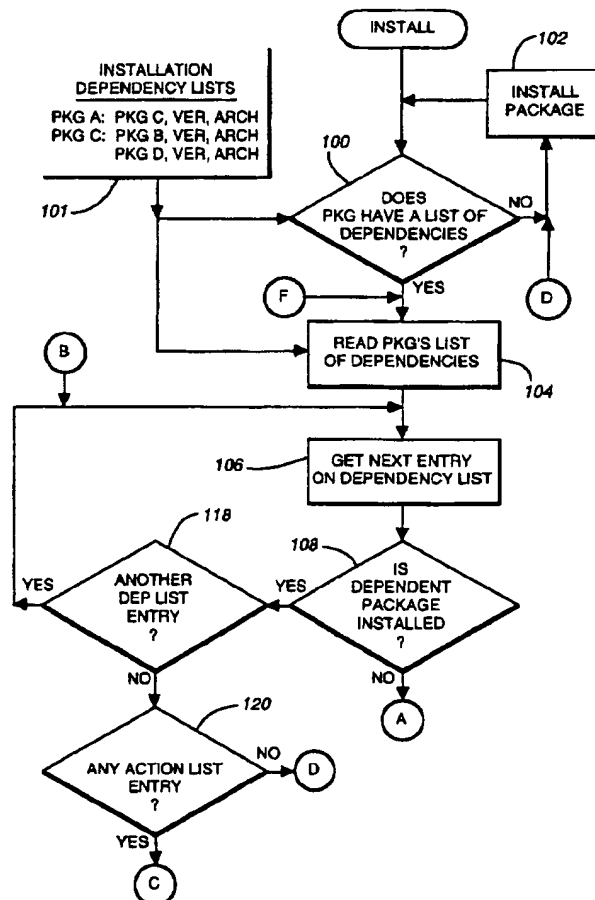 INSTALL
INSTALLATION
DEPENDENCY LISTS
PKG A: PKG C, VER, ARCH
PKG C: PKG B, VER, ARCH
PKG D, VER, ARCH
101
102
INSTALL
PACKAGE
100
DOES
PKG HAVE A LIST OF
DEPENDENCIES
?
NO
D
YES
F
READ PKG'S LIST
OF DEPENDENCIES
104
B
106
GET NEXT ENTRY
ON DEPENDENCY LIST
108
IS
DEPENDENT
PACKAGE
INSTALLED
?
YES
NO
A
118
ANOTHER
DEP LIST
ENTRY
?
YES
NO
120
ANY ACTION LIST
ENTRY
?
NO
D
YES
C